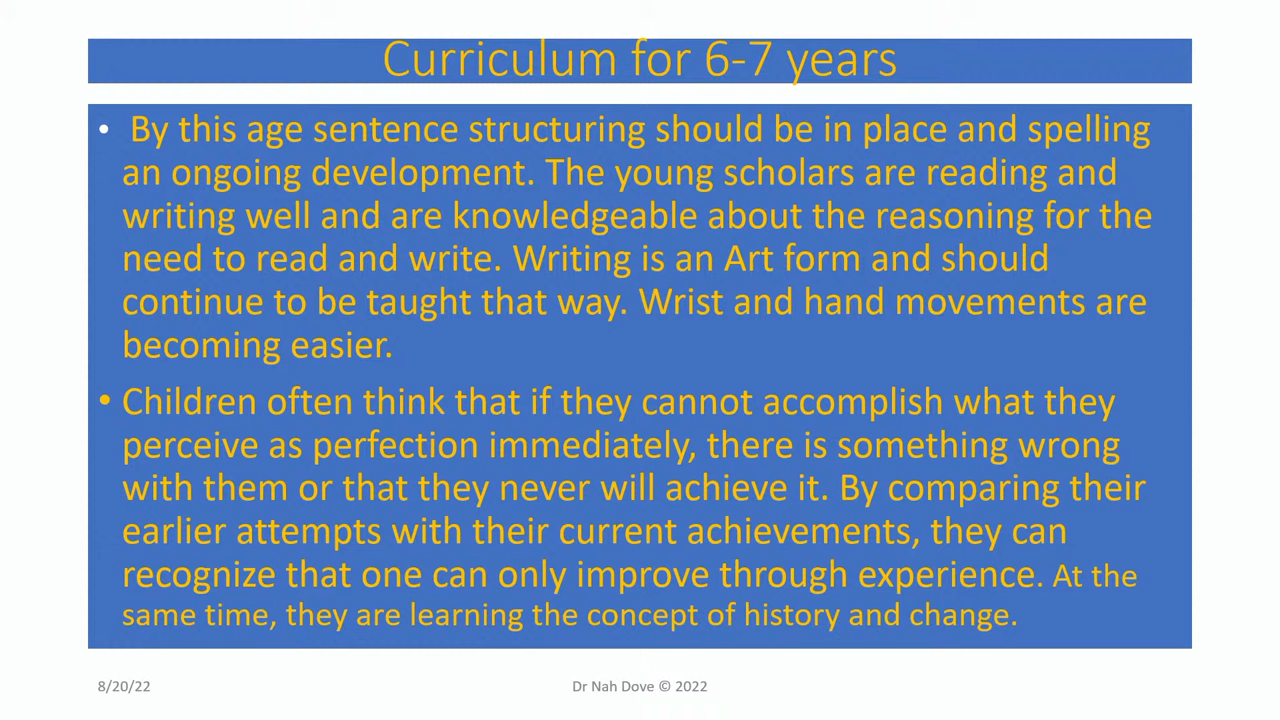 Curriculum for 6-7 years
• By this age sentence structuring should be in place and spelling
an ongoing development. The young scholars are reading and
writing well and are knowledgeable about the reasoning for the
need to read and write. Writing is an Art form and should
continue to be taught that way. Wrist and hand movements are
becoming easier.
• Children often think that if they cannot accomplish what they
perceive as perfection immediately, there is something wrong
with them or that they never will achieve it. By comparing their
earlier attempts with their current achievements, they can
recognize that one can only improve through experience. At the
same time, they are learning the concept of history and change.
8/20/22
Dr Nah Dove © 2022